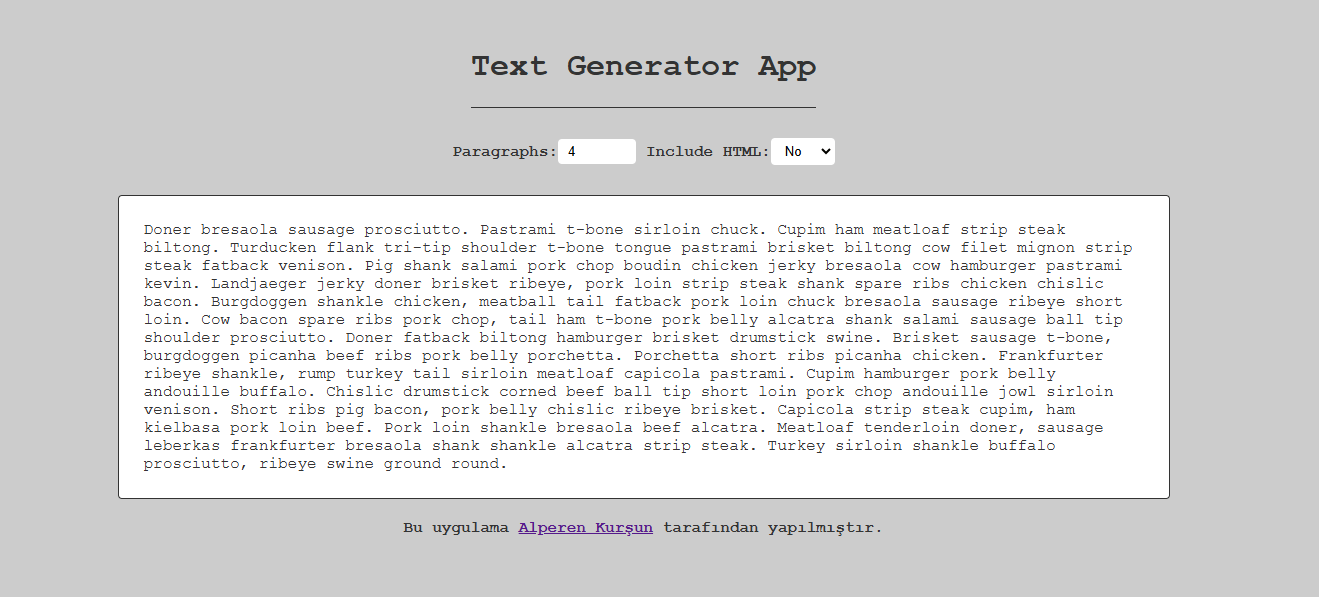 Text Generator App
Paragraphs: 4 Include HTML: No
Doner bresaola sausage prosciutto. Pastrami t-bone sirloin chuck. Cupim ham meatloaf strip steak
biltong. Turducken flank tri-tip shoulder t-bone tongue pastrami brisket biltong cow filet mignon strip
steak fatback venison. Pig shank salami pork chop boudin chicken jerky bresaola cow hamburger pastrami
kevin. Landjaeger jerky doner brisket ribeye, pork loin strip steak shank spare ribs chicken chislic
bacon. Burgdoggen shankle chicken, meatball tail fatback pork loin chuck bresaola sausage ribeye short
loin. Cow bacon spare ribs pork chop, tail ham t-bone pork belly alcatra shank salami sausage ball tip
shoulder prosciutto. Doner fatback biltong hamburger brisket drumstick swine. Brisket sausage t-bone,
burgdoggen picanha beef ribs pork belly porchetta. Porchetta short ribs picanha chicken. Frankfurter
ribeye shankle, rump turkey tail sirloin meatloaf capicola pastrami. Cupim hamburger pork belly
andouille buffalo. Chislic drumstick corned beef ball tip short loin pork chop andouille jowl sirloin
venison. Short ribs pig bacon, pork belly chislic ribeye brisket. Capicola strip steak cupim, ham
kielbasa pork loin beef. Pork loin shankle bresaola beef alcatra. Meatloaf tenderloin doner, sausage
leberkas frankfurter bresaola shank shankle alcatra strip steak. Turkey sirloin shankle buffalo
prosciutto, ribeye swine ground round.
Bu uygulama Alperen Kurşun tarafından yapılmıştır.